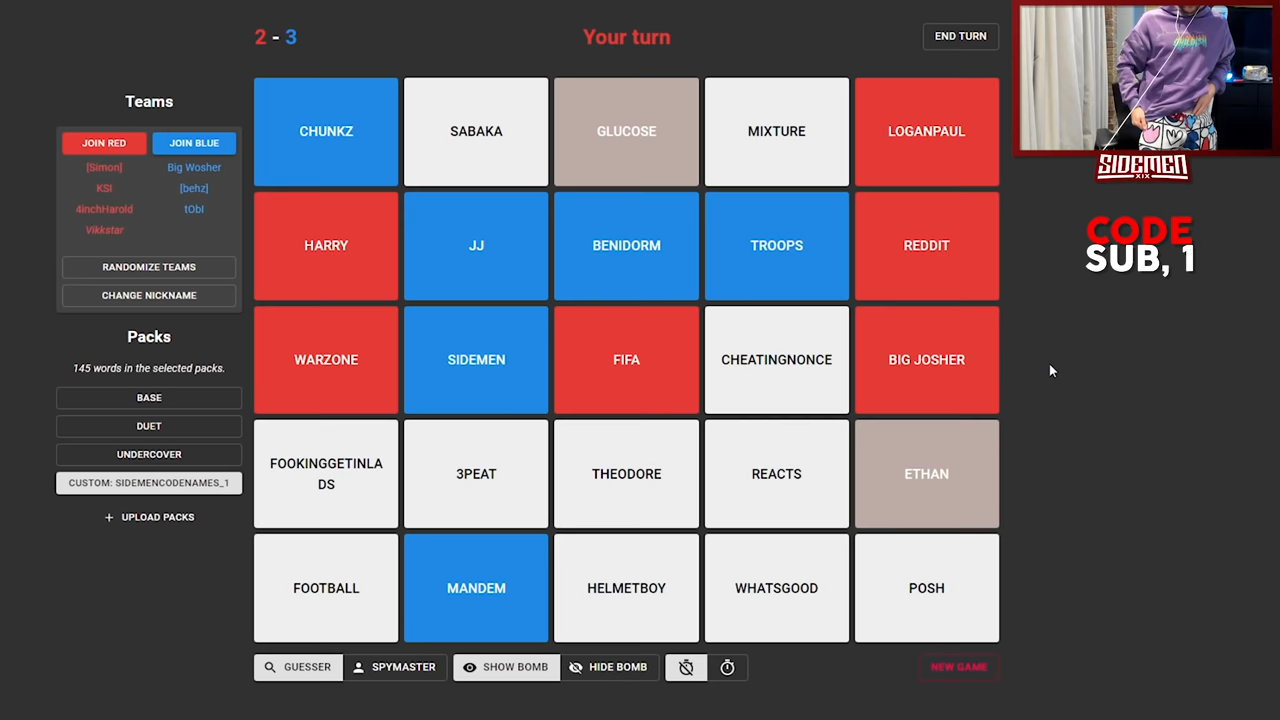 2 - 3
Your turn
END TURN
Teams
JOIN RED
JOIN BLUE
[Simon]
Big Wosher
KSI
[behz]
4inchHarold
tObI
Vikkstar
RANDOMIZE TEAMS
CHANGE NICKNAME
Packs
145 words in the selected packs.
BASE
DUET
UNDERCOVER
CUSTOM: SIDEMENCODENAMES_1
+ UPLOAD PACKS
CHUNKZ
SABAKA
GLUCOSE
MIXTURE
LOGANPAUL
HARRY
JJ
BENIDORM
TROOPS
REDDIT
WARZONE
SIDEMEN
FIFA
CHEATINGNONCE
BIG JOSHER
FOOKINGGETINLA
DS
3PEAT
THEODORE
REACTS
ETHAN
FOOTBALL
MANDEM
HELMETBOY
WHATSGOOD
POSH
GUESSER
SPYMASTER
SHOW BOMB
HIDE BOMB
NEW GAME
SIDEMEN
XIX
CODE
SUB, 1